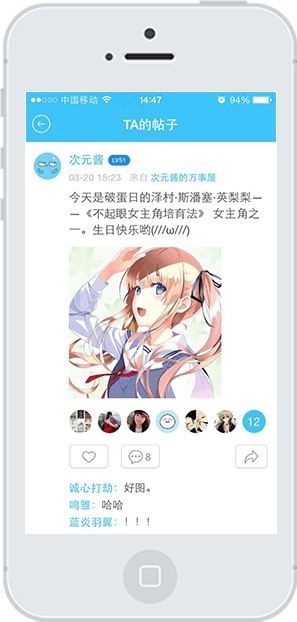 中国移动 14:47 94%
TA的帖子
次元酱 LV51
03-20 15:23 来自 次元酱的万事屋
今天是破蛋日的泽村·斯潘塞·英梨梨—
—《不起眼女主角培育法》 女主角之
一。生日快乐哟(///ω///)
12
8
诚心打劫：好图。
鸣雏：哈哈
蓝炎羽翼：！！！